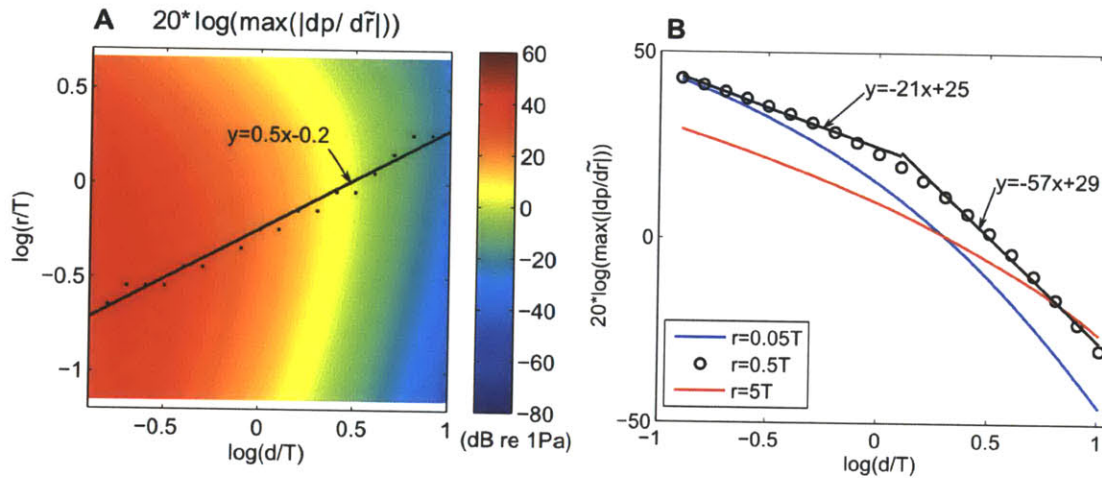 A
20* log(max(|dp/ dr̃|))
0.5
0
−0.5
−1
log(r/T)
y=0.5x-0.2
−0.5
0
0.5
1
log(d/T)
60
40
20
0
−20
−40
−60
−80
(dB re 1Pa)
B
50
0
−50
20*log(max(|dp/dr̃|))
y=-21x+25
y=-57x+29
r=0.05T
r=0.5T
r=5T
−1
−0.5
0
0.5
1
log(d/T)